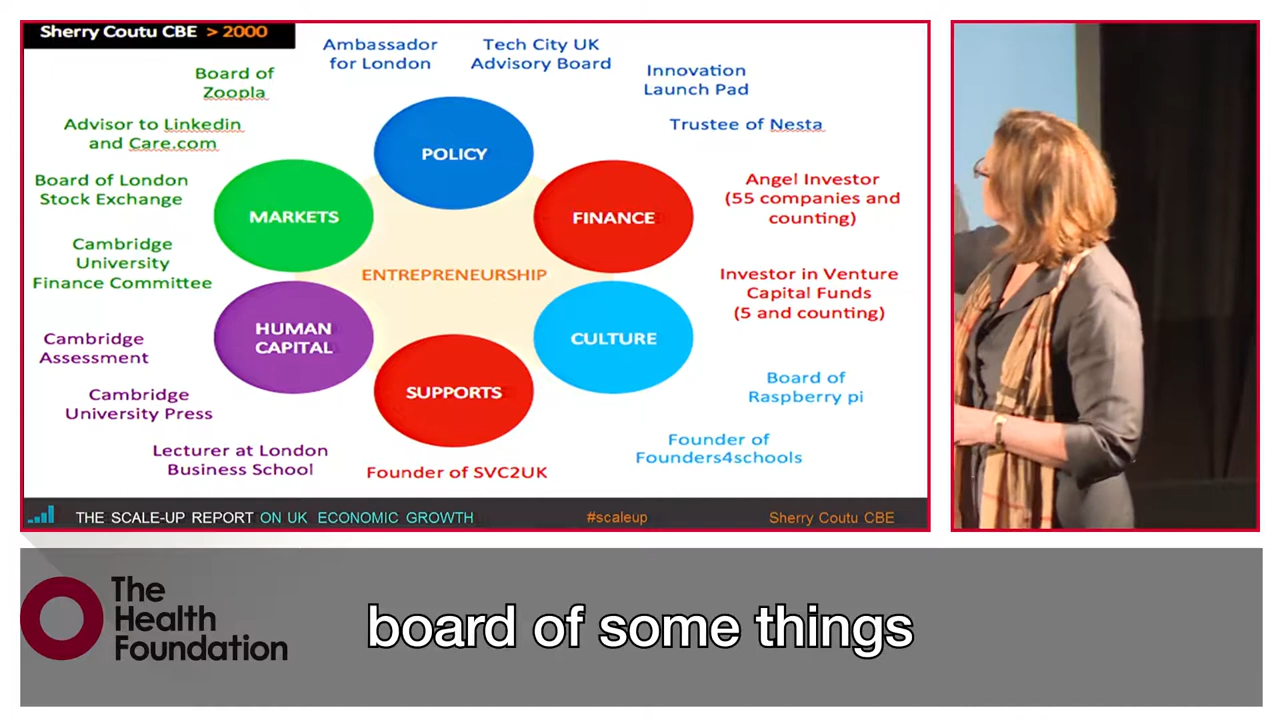 Sherry Coutu CBE > 2000
Ambassador
for London
Tech City UK
Advisory Board
Innovation
Launch Pad
Trustee of Nesta
Board of
Zoopla
Advisor to Linkedin
and Care.com
Board of London
Stock Exchange
Cambridge
University
Finance Committee
POLICY
MARKETS
FINANCE
Angel Investor
(55 companies and
counting)
ENTREPRENEURSHIP
Investor in Venture
Capital Funds
(5 and counting)
HUMAN
CAPITAL
CULTURE
SUPPORTS
Cambridge
Assessment
Cambridge
University Press
Lecturer at London
Business School
Founder of SVC2UK
Board of
Raspberry pi
Founder of
Founders4schools
THE SCALE-UP REPORT ON UK ECONOMIC GROWTH
#scaleup
Sherry Coutu CBE
The
Health
Foundation
board of some things